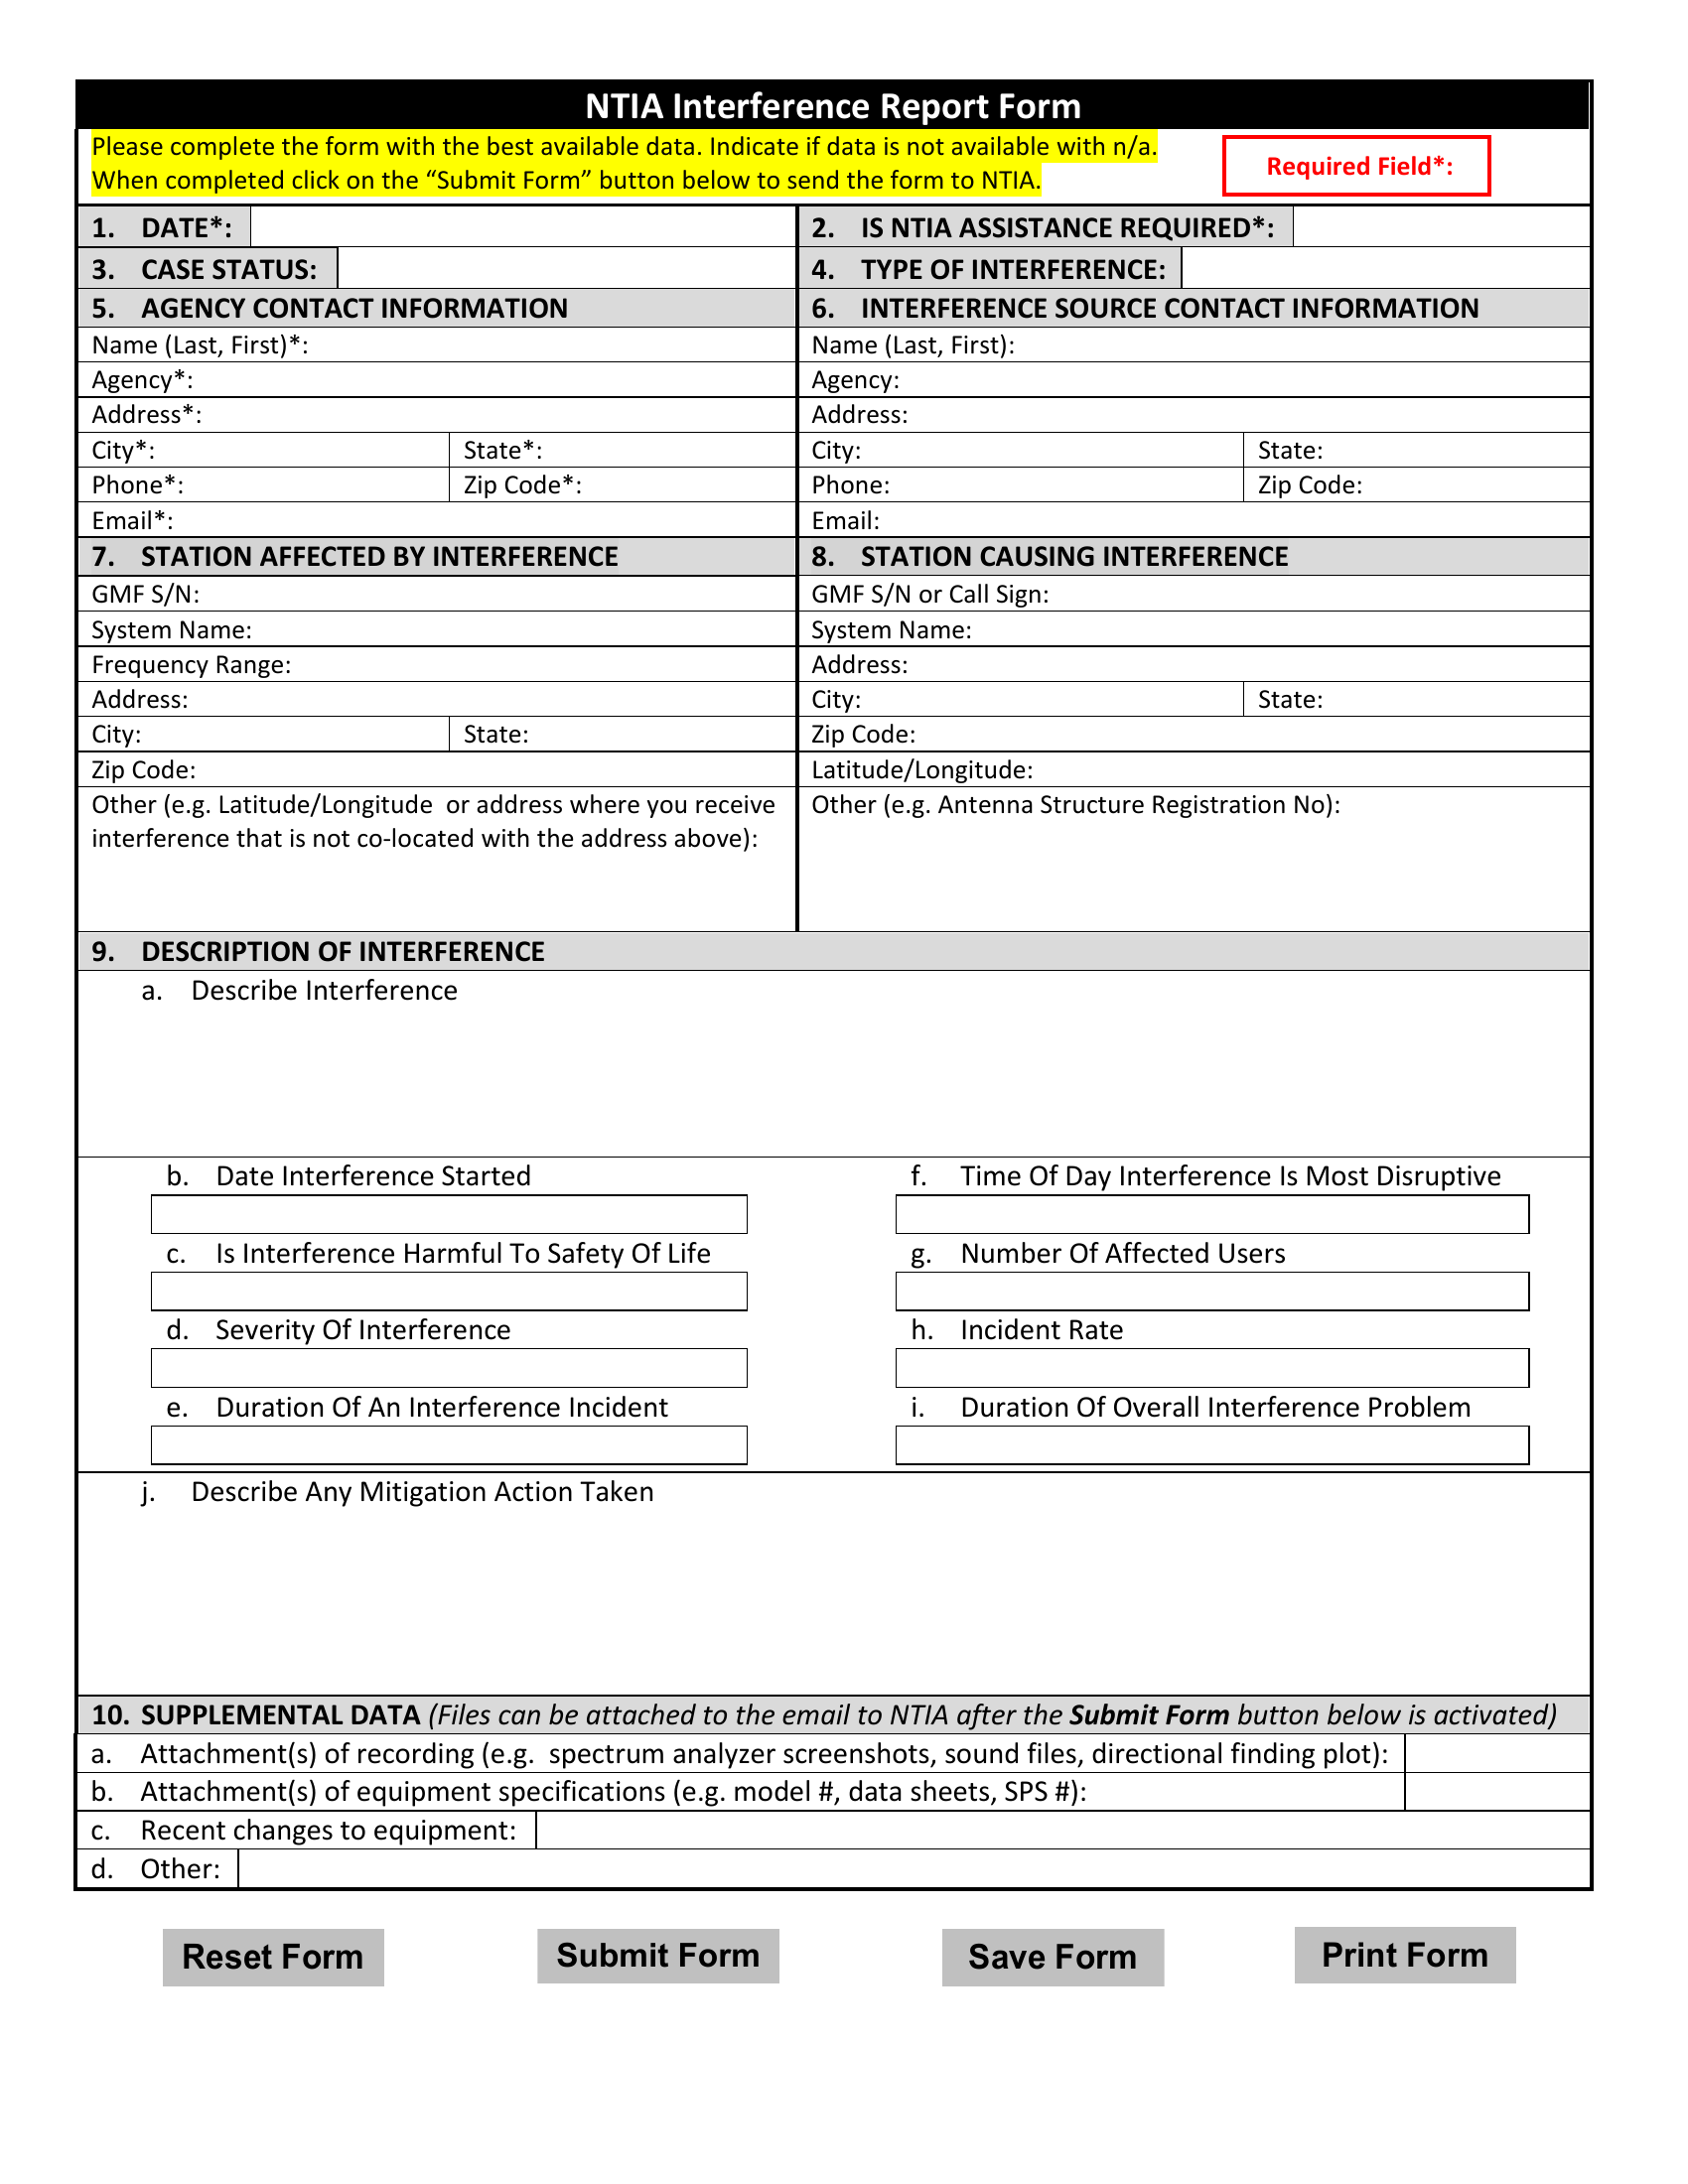 NTIA Interference Report Form
Please complete the form with the best available data. Indicate if data is not available with n/a.
When completed click on the “Submit Form” button below to send the form to NTIA.
Required Field*:
1. DATE*:
2. IS NTIA ASSISTANCE REQUIRED*:
3. CASE STATUS:
4. TYPE OF INTERFERENCE:
5. AGENCY CONTACT INFORMATION
Name (Last, First)*:
Agency*:
Address*:
City*: State*:
Phone*: Zip Code*:
Email*:
6. INTERFERENCE SOURCE CONTACT INFORMATION
Name (Last, First):
Agency:
Address:
City: State:
Phone: Zip Code:
Email:
7. STATION AFFECTED BY INTERFERENCE
GMF S/N:
System Name:
Frequency Range:
Address:
City: State:
Zip Code:
Other (e.g. Latitude/Longitude  or address where you receive
interference that is not co-located with the address above):
8. STATION CAUSING INTERFERENCE
GMF S/N or Call Sign:
System Name:
Address:
City: State:
Zip Code:
Latitude/Longitude:
Other (e.g. Antenna Structure Registration No):
9. DESCRIPTION OF INTERFERENCE
a. Describe Interference
b. Date Interference Started
c. Is Interference Harmful To Safety Of Life
d. Severity Of Interference
e. Duration Of An Interference Incident
f. Time Of Day Interference Is Most Disruptive
g. Number Of Affected Users
h. Incident Rate
i. Duration Of Overall Interference Problem
j. Describe Any Mitigation Action Taken
10. SUPPLEMENTAL DATA (Files can be attached to the email to NTIA after the Submit Form button below is activated)
a. Attachment(s) of recording (e.g.  spectrum analyzer screenshots, sound files, directional finding plot):
b. Attachment(s) of equipment specifications (e.g. model #, data sheets, SPS #):
c. Recent changes to equipment:
d. Other:
Reset Form
Submit Form
Save Form
Print Form